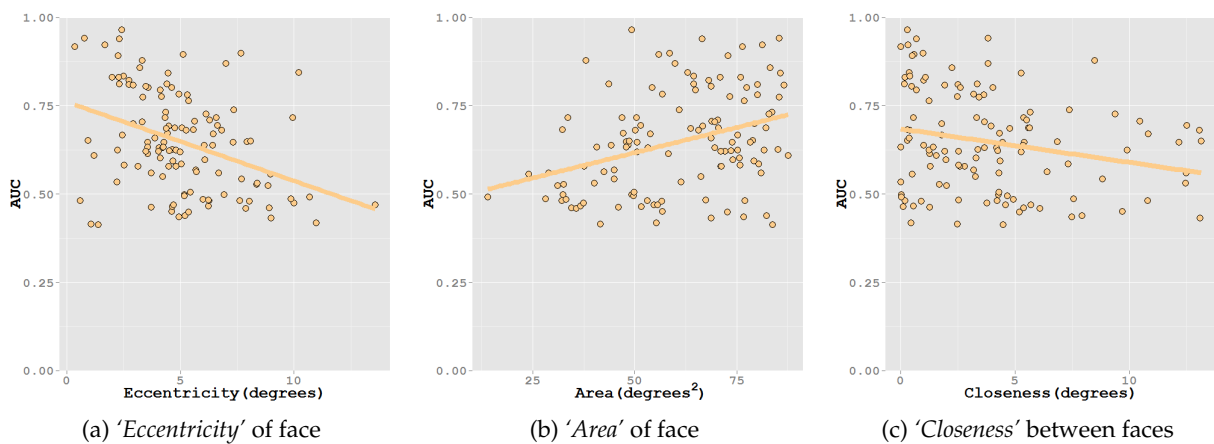 1.00
0.75
0.50
0.25
0.00
AUC
0 5 10
Eccentricity(degrees)
(a) ‘Eccentricity’ of face
1.00
0.75
0.50
0.25
0.00
AUC
25 50 75
Area(degrees²)
(b) ‘Area’ of face
1.00
0.75
0.50
0.25
0.00
AUC
0 5 10
Closeness(degrees)
(c) ‘Closeness’ between faces